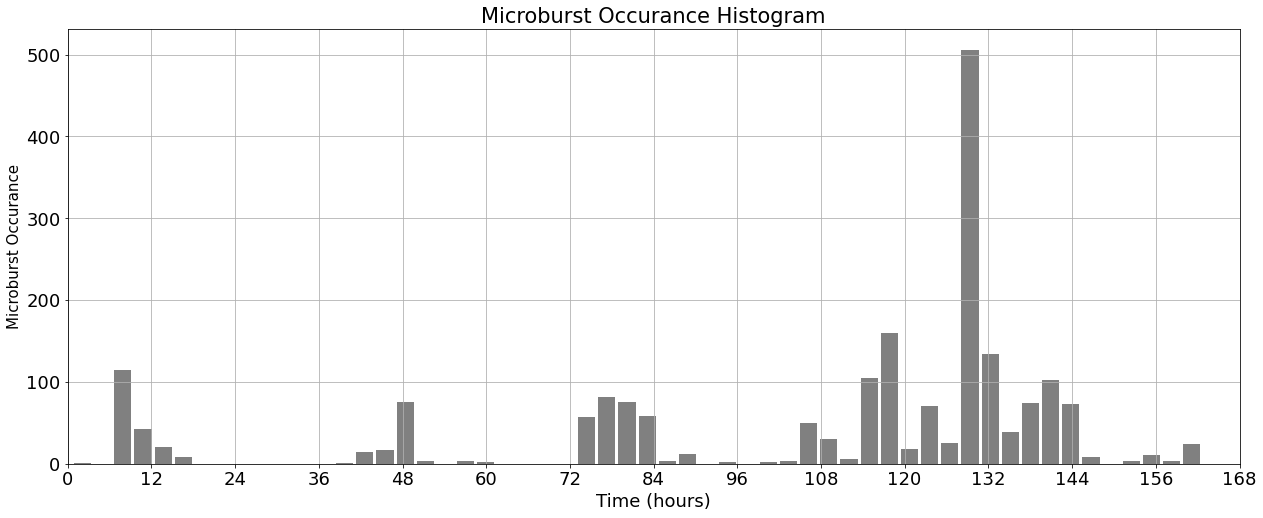 Microburst Occurance Histogram
Microburst Occurance
500
400
300
200
100
0
0 12 24 36 48 60 72 84 96 108 120 132 144 156 168
Time (hours)